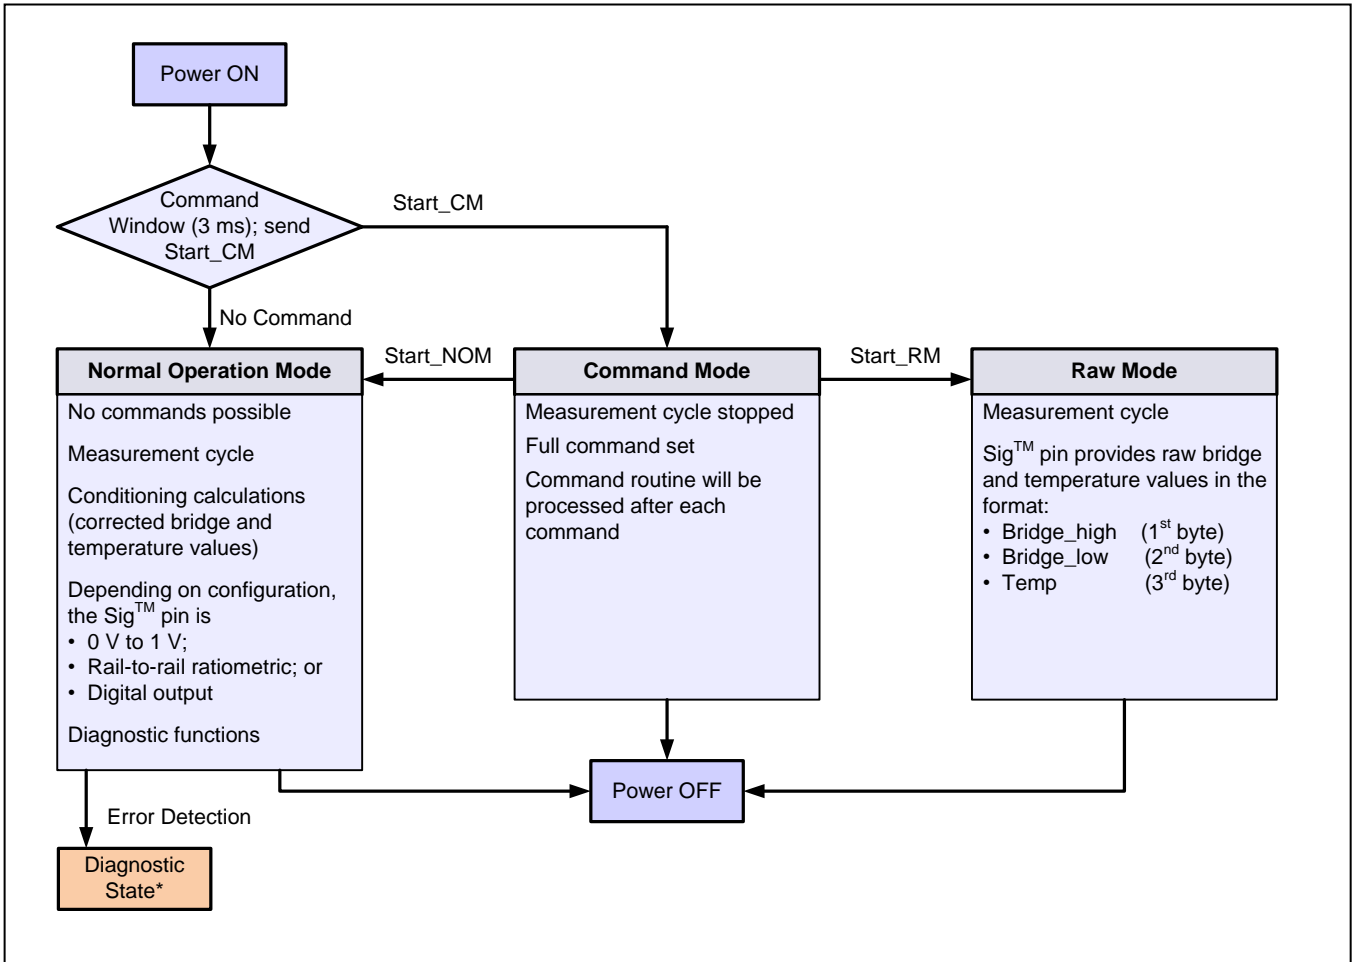 Power ON
Command
Window (3 ms); send
Start_CM
Start_CM
No Command
Normal Operation Mode
No commands possible
Measurement cycle
Conditioning calculations
(corrected bridge and
temperature values)
Depending on configuration,
the Sig™ pin is
• 0 V to 1 V;
• Rail-to-rail ratiometric; or
• Digital output
Diagnostic functions
Start_NOM
Command Mode
Measurement cycle stopped
Full command set
Command routine will be
processed after each
command
Start_RM
Raw Mode
Measurement cycle
Sig™ pin provides raw bridge
and temperature values in the
format:
• Bridge_high (1st byte)
• Bridge_low (2nd byte)
• Temp (3rd byte)
Power OFF
Error Detection
Diagnostic
State*